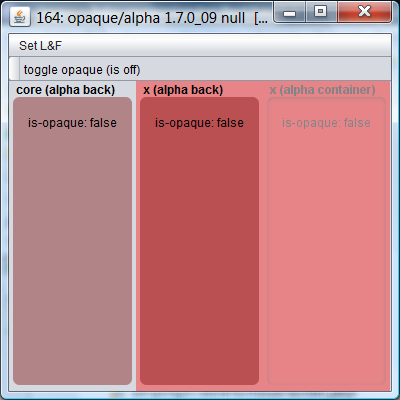 164: opaque/alpha 1.7.0_09 null [...
Set L&F
toggle opaque (is off)
core (alpha back) x (alpha back) x (alpha container)
is-opaque: false is-opaque: false is-opaque: false